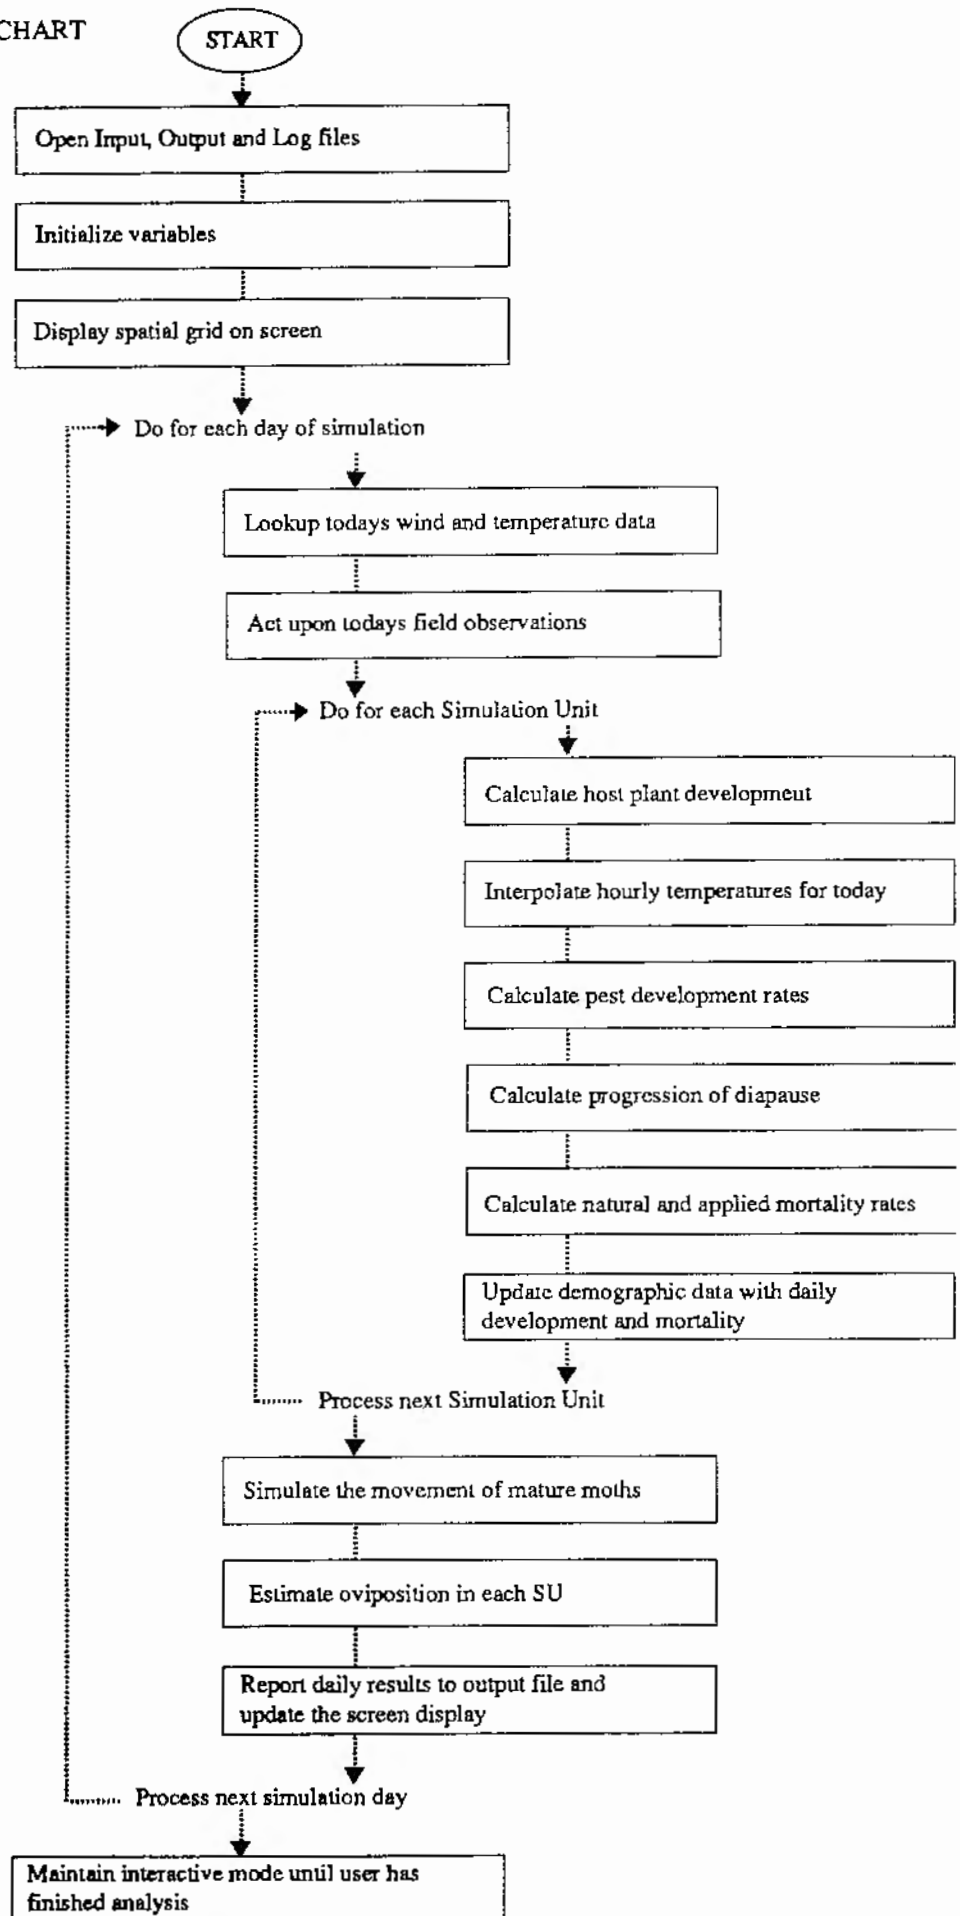 CHART
START
Open Input, Output and Log files
Initialize variables
Display spatial grid on screen
Do for each day of simulation
Lookup todays wind and temperature data
Act upon todays field observations
Do for each Simulation Unit
Calculate host plant development
Interpolate hourly temperatures for today
Calculate pest development rates
Calculate progression of diapause
Calculate natural and applied mortality rates
Update demographic data with daily
development and mortality
Process next Simulation Unit
Simulate the movement of mature moths
Estimate oviposition in each SU
Report daily results to output file and
update the screen display
Process next simulation day
Maintain interactive mode until user has
finished analysis